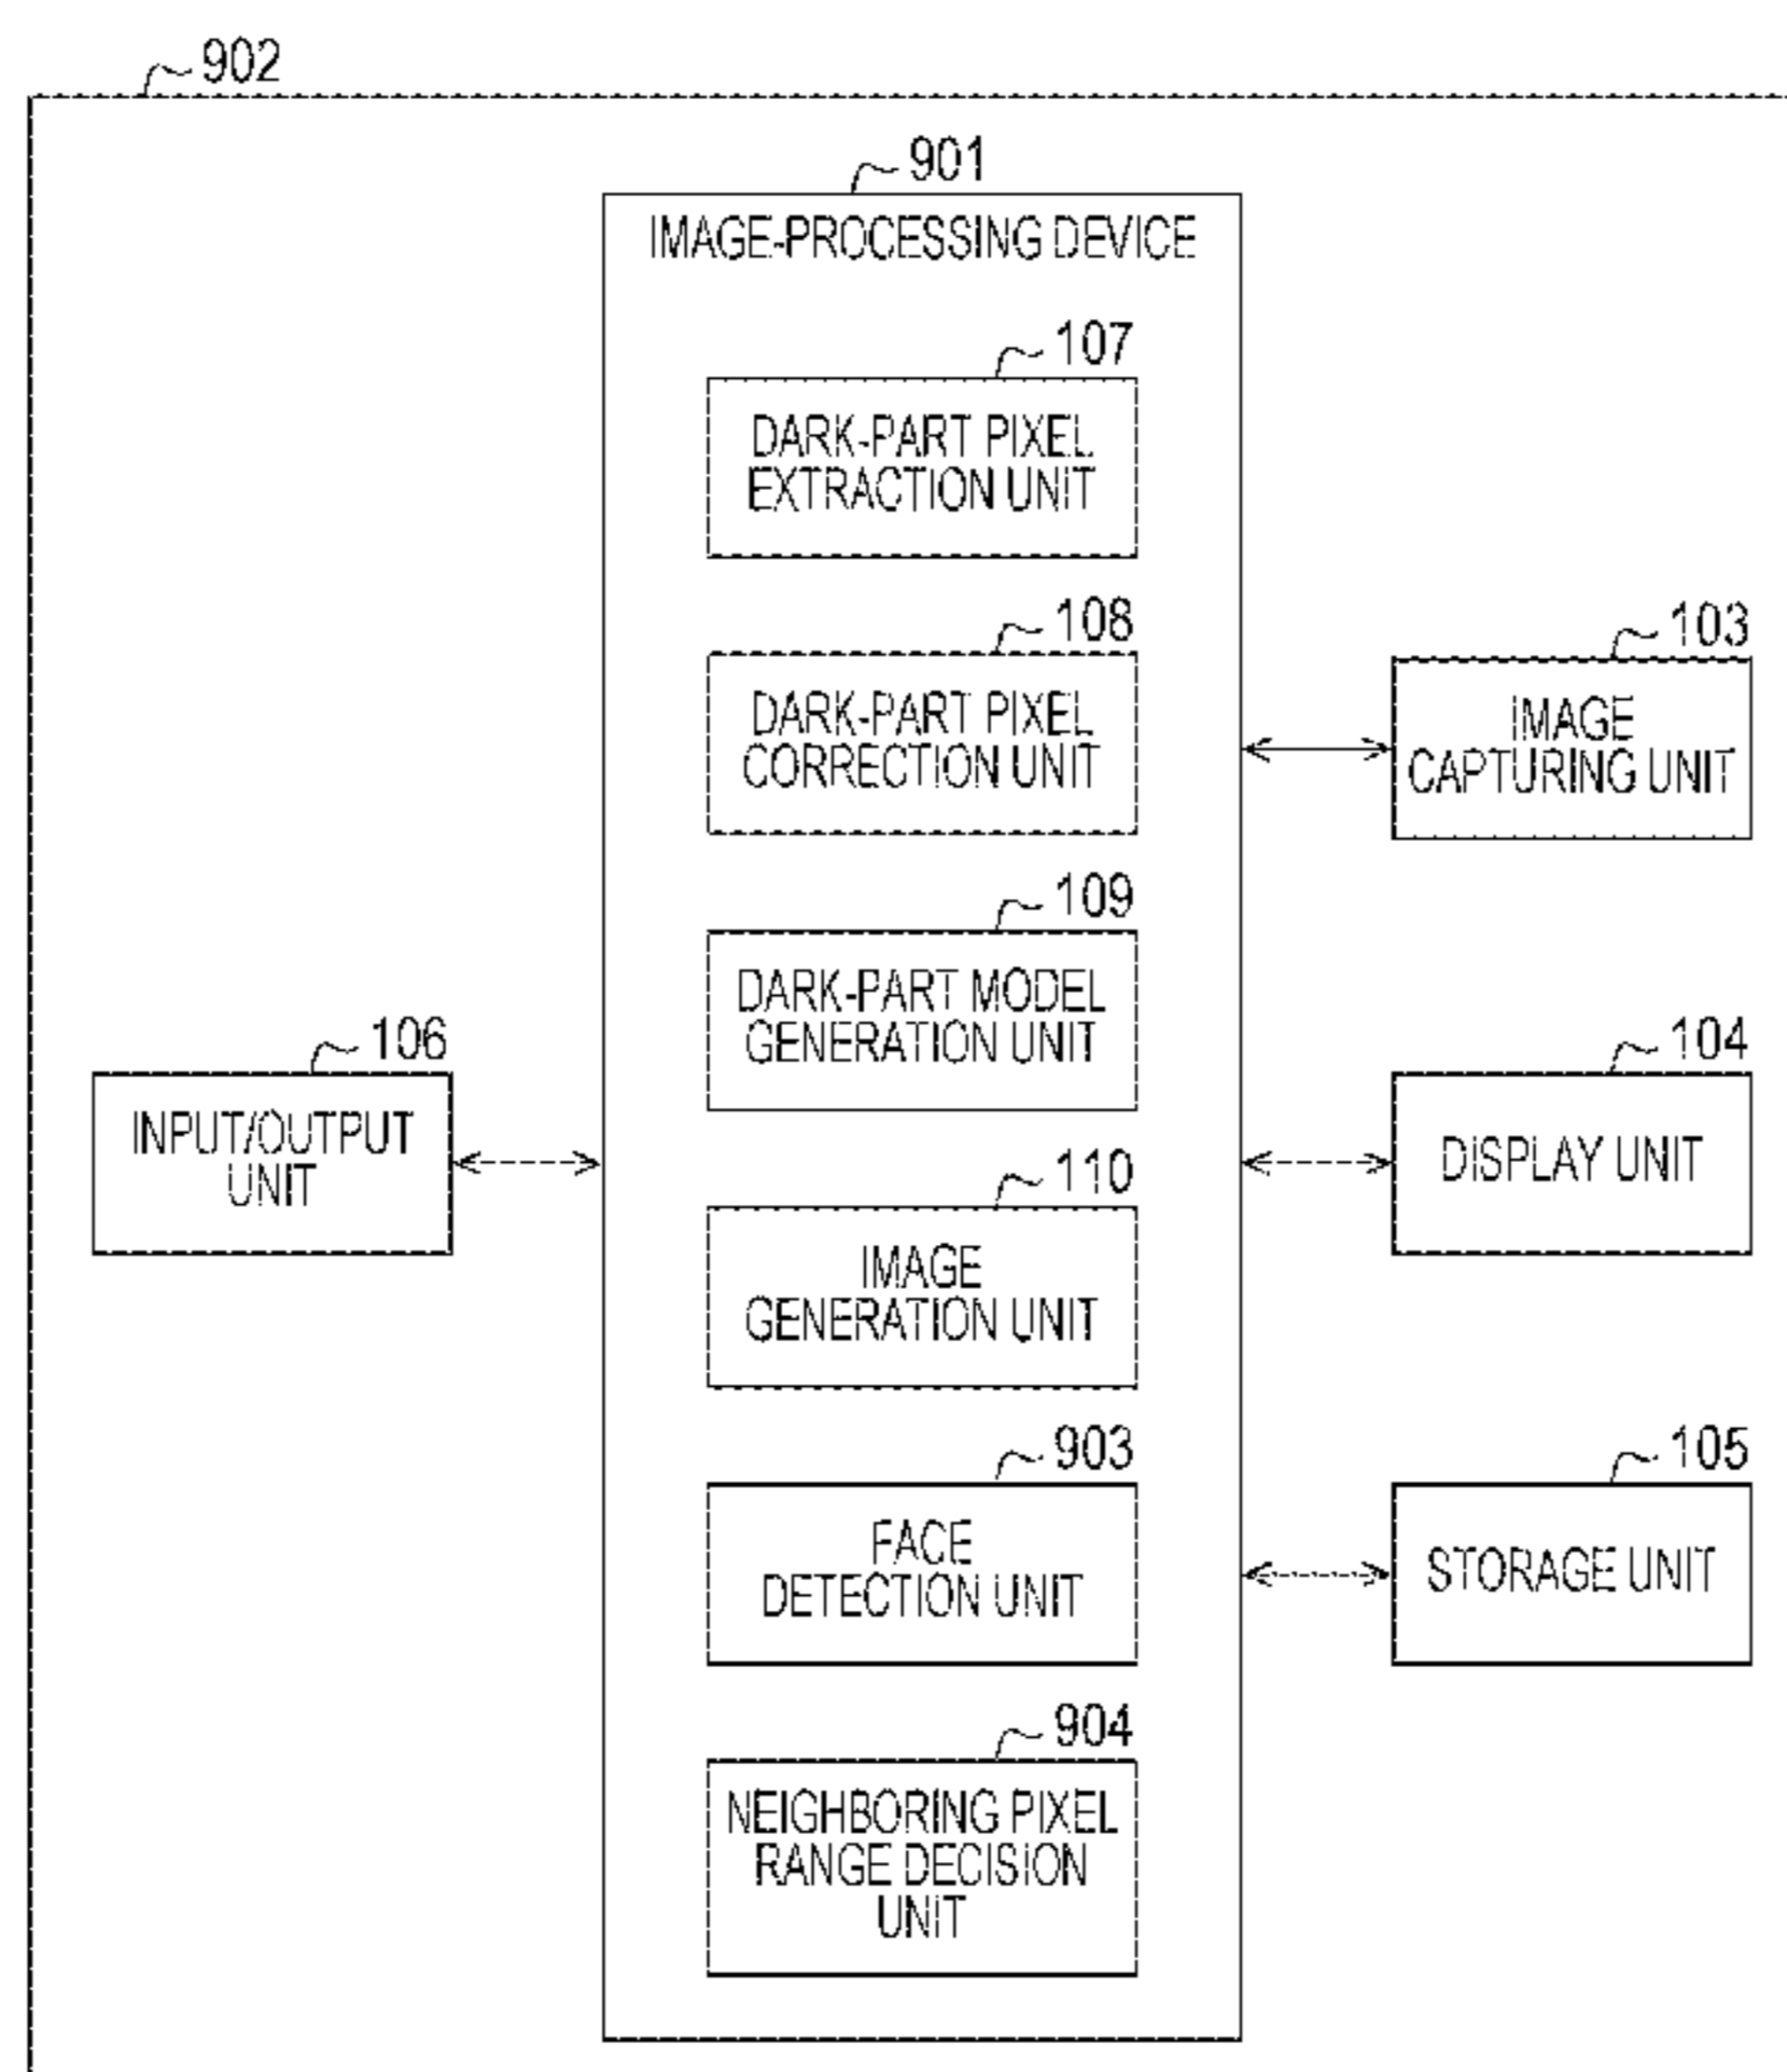 902
901
IMAGE-PROCESSING DEVICE
107
DARK-PART PIXEL
EXTRACTION UNIT
108
DARK-PART PIXEL
CORRECTION UNIT
103
IMAGE
CAPTURING UNIT
109
DARK-PART MODEL
GENERATION UNIT
106
INPUT/OUTPUT
UNIT
104
DISPLAY UNIT
110
IMAGE
GENERATION UNIT
903
FACE
DETECTION UNIT
105
STORAGE UNIT
904
NEIGHBORING PIXEL
RANGE DECISION
UNIT